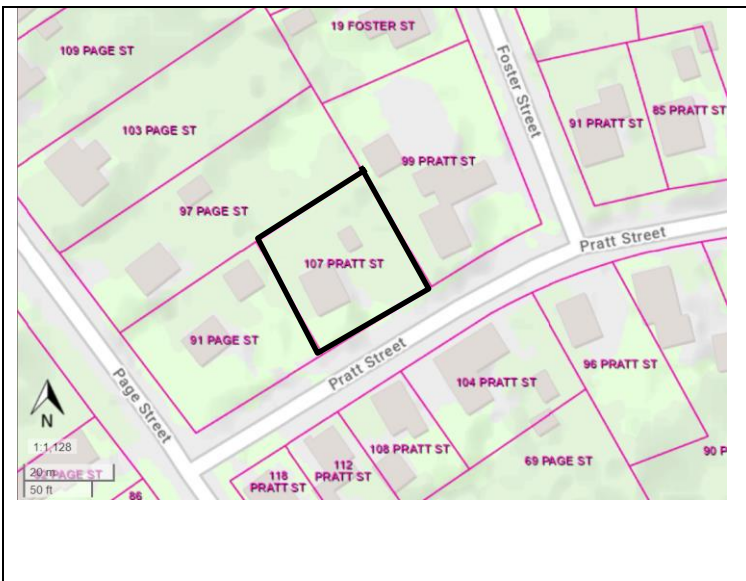 19 FOSTER ST
109 PAGE ST
Foster Street
85 PRATT ST
91 PRATT ST
103 PAGE ST
99 PRATT ST
97 PAGE ST
Pratt Street
107 PRATT ST
91 PAGE ST
Pratt Street
96 PRATT ST
104 PRATT ST
Page Street
N
108 PRATT ST
1:1,128
90 P
69 PAGE ST
112
PRATT ST
118
PRATT ST
20 m
PAGE ST
50 ft
86